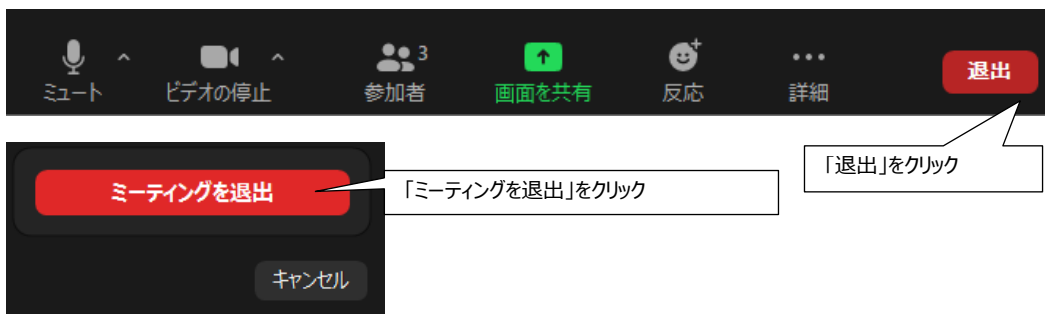 3
ミュート ビデオの停止 参加者 画面を共有 反応 詳細 退出
「退出」をクリック
ミーティングを退出 「ミーティングを退出」をクリック
キャンセル